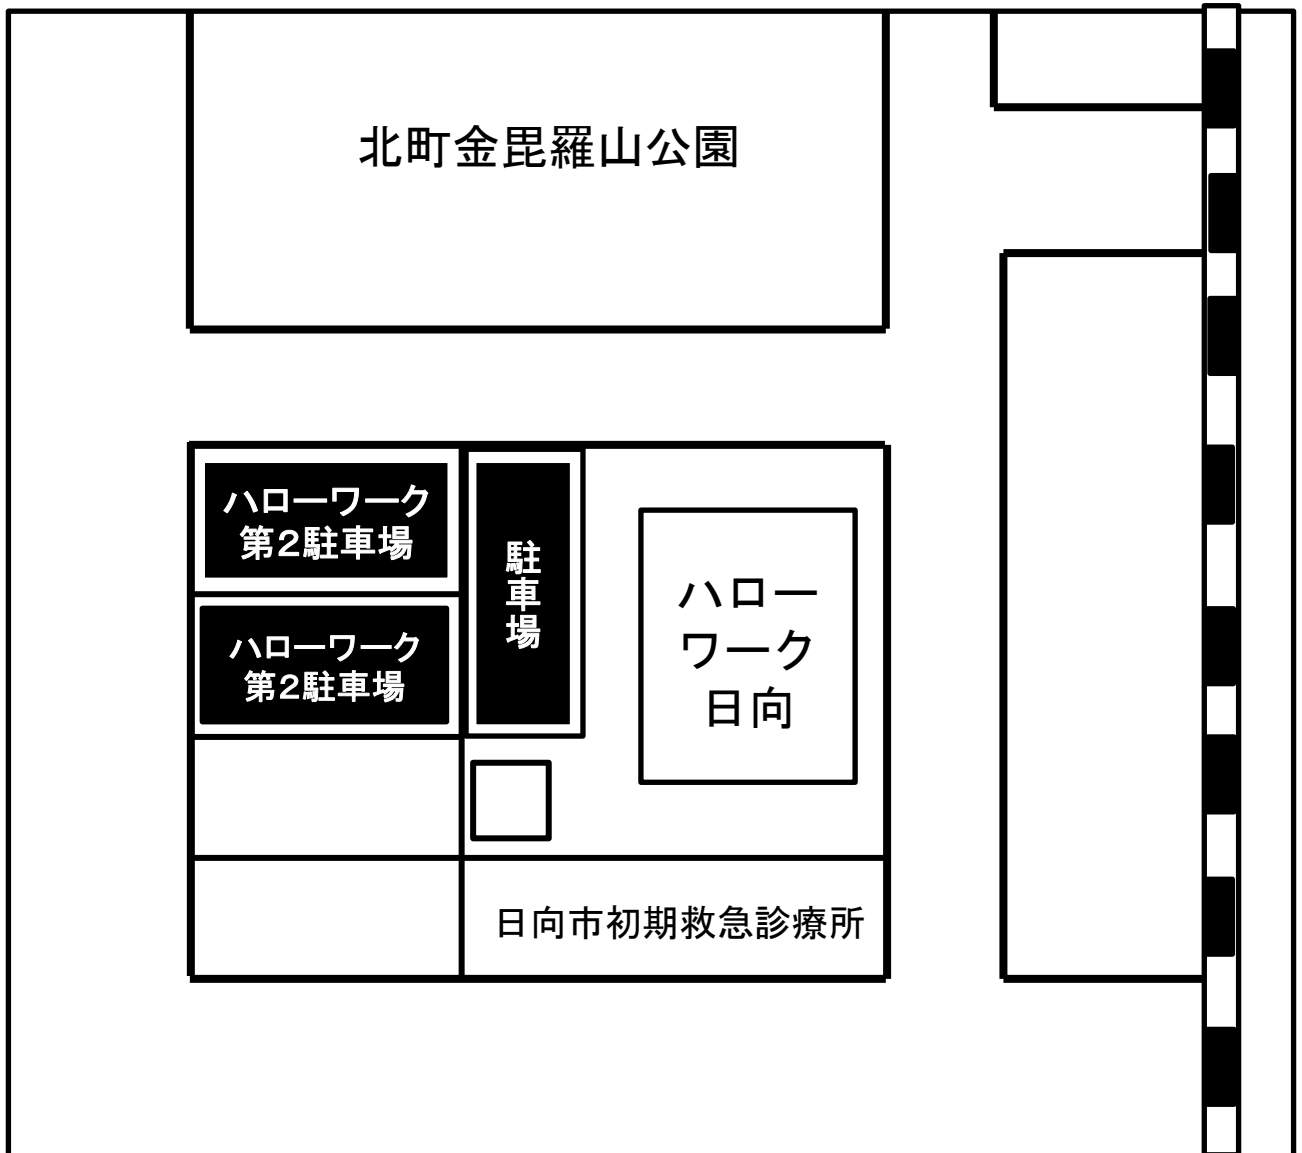 北町金毘羅山公園
ハローワーク
第2駐車場
駐車場
ハロー
ワーク
日向
ハローワーク
第2駐車場
日向市初期救急診療所